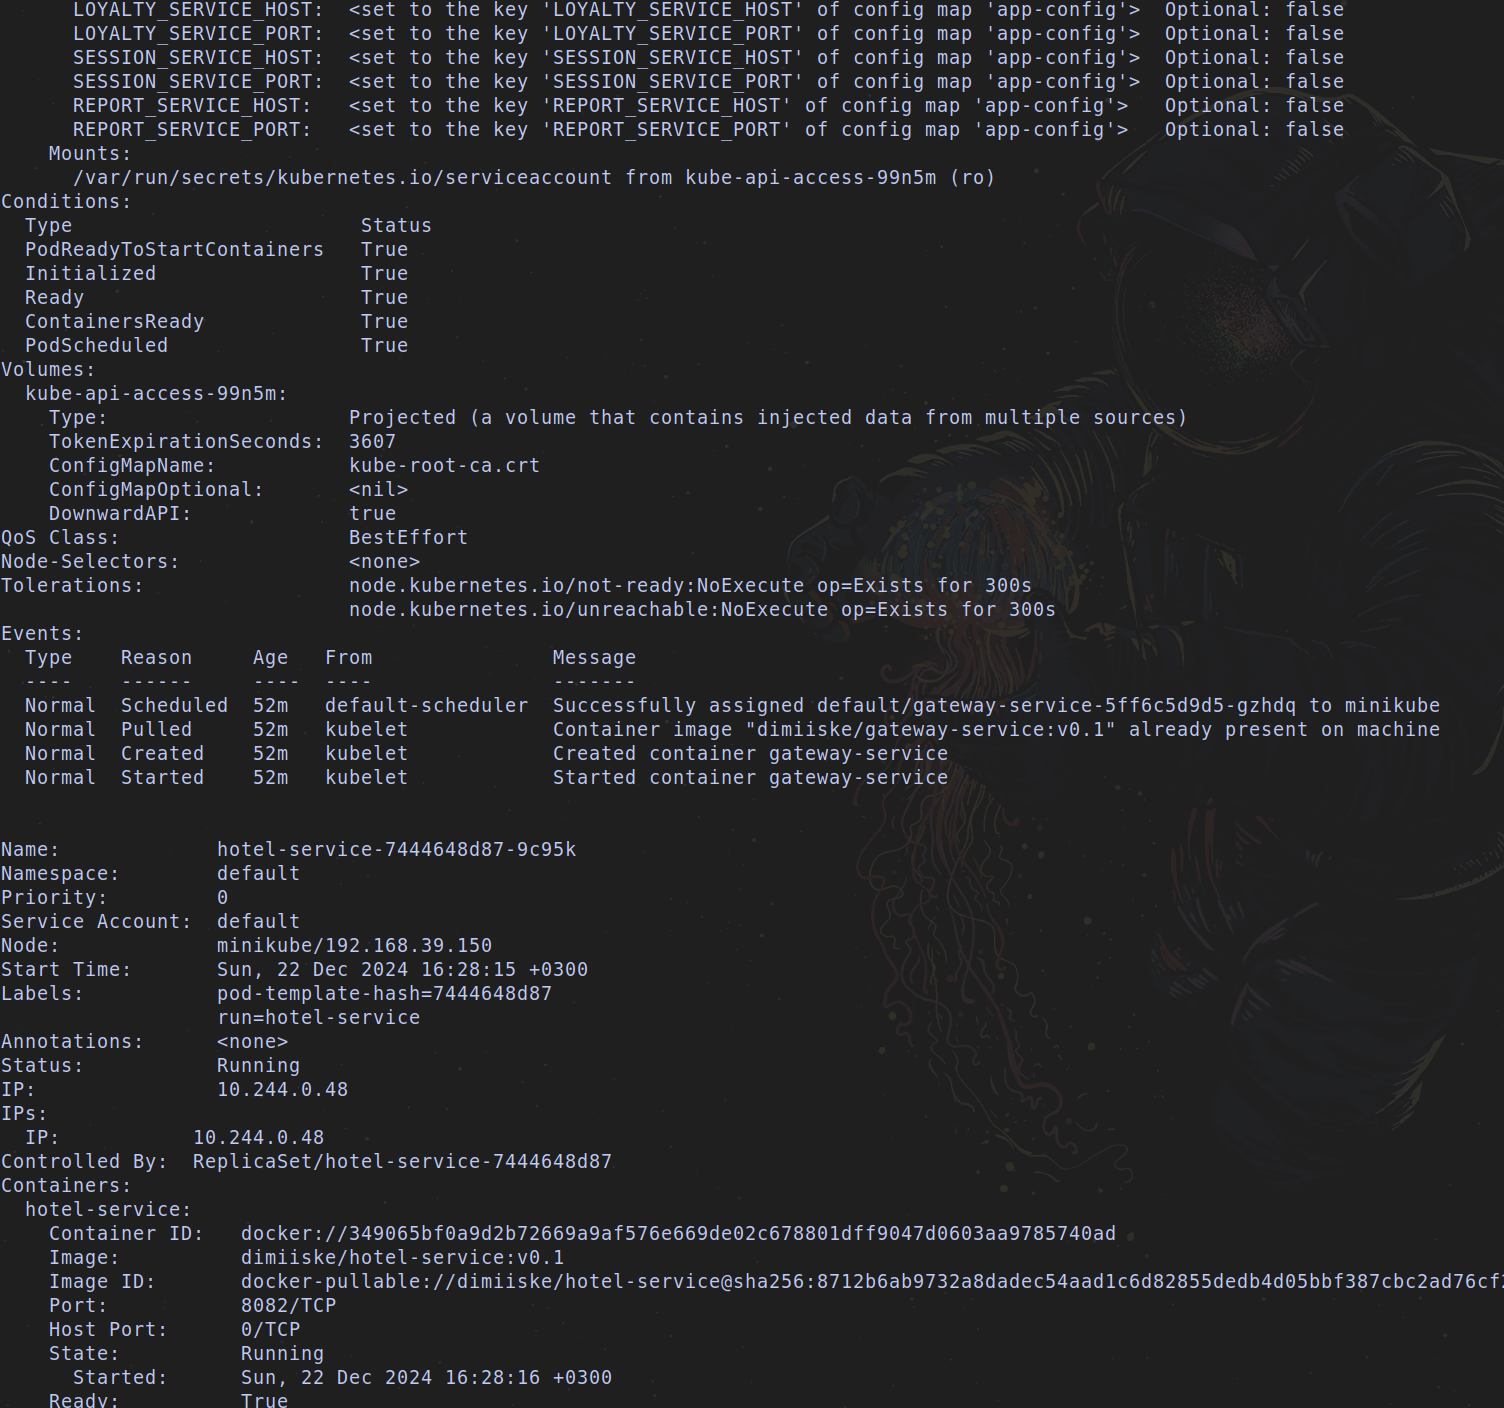 LOYALTY_SERVICE_HOST:  <set to the key 'LOYALTY_SERVICE_HOST' of config map 'app-config'>  Optional: false
LOYALTY_SERVICE_PORT:  <set to the key 'LOYALTY_SERVICE_PORT' of config map 'app-config'>  Optional: false
SESSION_SERVICE_HOST:  <set to the key 'SESSION_SERVICE_HOST' of config map 'app-config'>  Optional: false
SESSION_SERVICE_PORT:  <set to the key 'SESSION_SERVICE_PORT' of config map 'app-config'>  Optional: false
REPORT_SERVICE_HOST:   <set to the key 'REPORT_SERVICE_HOST' of config map 'app-config'>   Optional: false
REPORT_SERVICE_PORT:   <set to the key 'REPORT_SERVICE_PORT' of config map 'app-config'>   Optional: false
Mounts:
/var/run/secrets/kubernetes.io/serviceaccount from kube-api-access-99n5m (ro)
Conditions:
Type                        Status
PodReadyToStartContainers   True
Initialized                 True
Ready                       True
ContainersReady             True
PodScheduled                True
Volumes:
kube-api-access-99n5m:
Type:                    Projected (a volume that contains injected data from multiple sources)
TokenExpirationSeconds:  3607
ConfigMapName:           kube-root-ca.crt
ConfigMapOptional:       <nil>
DownwardAPI:             true
QoS Class:                   BestEffort
Node-Selectors:              <none>
Tolerations:                 node.kubernetes.io/not-ready:NoExecute op=Exists for 300s
node.kubernetes.io/unreachable:NoExecute op=Exists for 300s
Events:
Type    Reason     Age   From               Message
----    ------     ----  ----               -------
Normal  Scheduled  52m   default-scheduler  Successfully assigned default/gateway-service-5ff6c5d9d5-gzhdq to minikube
Normal  Pulled     52m   kubelet            Container image "dimiiske/gateway-service:v0.1" already present on machine
Normal  Created    52m   kubelet            Created container gateway-service
Normal  Started    52m   kubelet            Started container gateway-service
Name:             hotel-service-7444648d87-9c95k
Namespace:        default
Priority:         0
Service Account:  default
Node:             minikube/192.168.39.150
Start Time:       Sun, 22 Dec 2024 16:28:15 +0300
Labels:           pod-template-hash=7444648d87
run=hotel-service
Annotations:      <none>
Status:           Running
IP:               10.244.0.48
IPs:
IP:           10.244.0.48
Controlled By:  ReplicaSet/hotel-service-7444648d87
Containers:
hotel-service:
Container ID:   docker://349065bf0a9d2b72669a9af576e669de02c678801dff9047d0603aa9785740ad
Image:          dimiiske/hotel-service:v0.1
Image ID:       docker-pullable://dimiiske/hotel-service@sha256:8712b6ab9732a8dadec54aad1c6d82855dedb4d05bbf387cbc2ad76cf
Port:           8082/TCP
Host Port:      0/TCP
State:          Running
Started:      Sun, 22 Dec 2024 16:28:16 +0300
Ready:          True